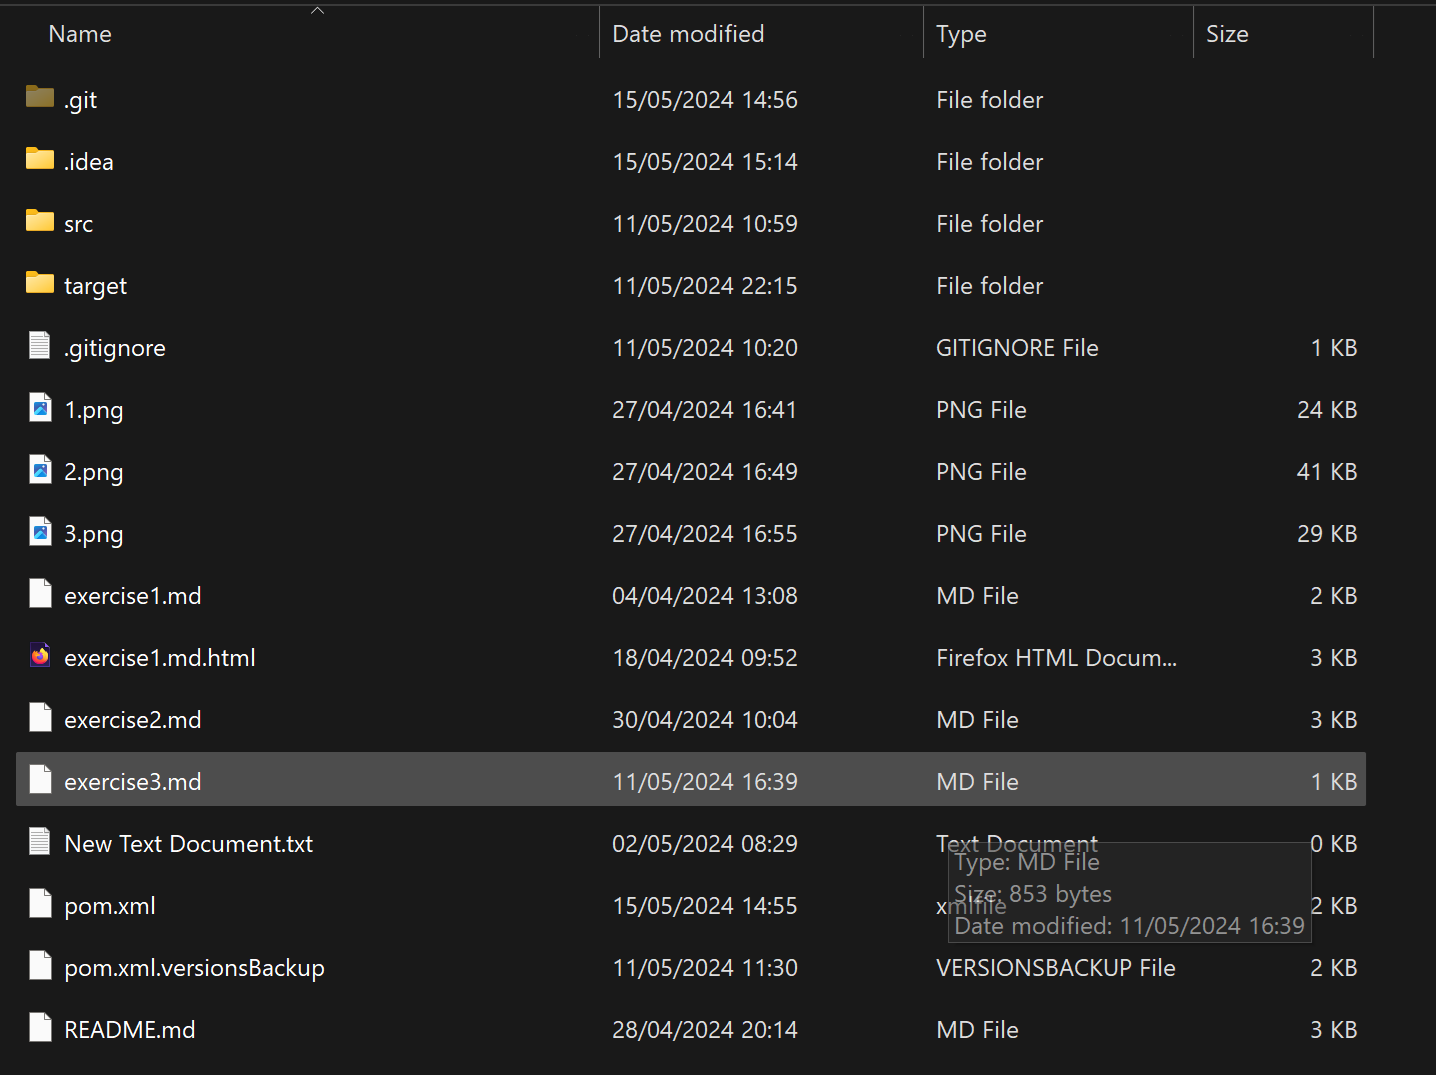 Name Date modified Type Size
.git 15/05/2024 14:56 File folder
.idea 15/05/2024 15:14 File folder
src 11/05/2024 10:59 File folder
target 11/05/2024 22:15 File folder
.gitignore 11/05/2024 10:20 GITIGNORE File 1 KB
1.png 27/04/2024 16:41 PNG File 24 KB
2.png 27/04/2024 16:49 PNG File 41 KB
3.png 27/04/2024 16:55 PNG File 29 KB
exercise1.md 04/04/2024 13:08 MD File 2 KB
exercise1.md.html 18/04/2024 09:52 Firefox HTML Docum... 3 KB
exercise2.md 30/04/2024 10:04 MD File 3 KB
exercise3.md 11/05/2024 16:39 MD File 1 KB
New Text Document.txt 02/05/2024 08:29 Text Document 0 KB
Type: MD File
Size: 853 bytes
Date modified: 11/05/2024 16:39
pom.xml 15/05/2024 14:55 xmlfile 2 KB
pom.xml.versionsBackup 11/05/2024 11:30 VERSIONSBACKUP File 2 KB
README.md 28/04/2024 20:14 MD File 3 KB